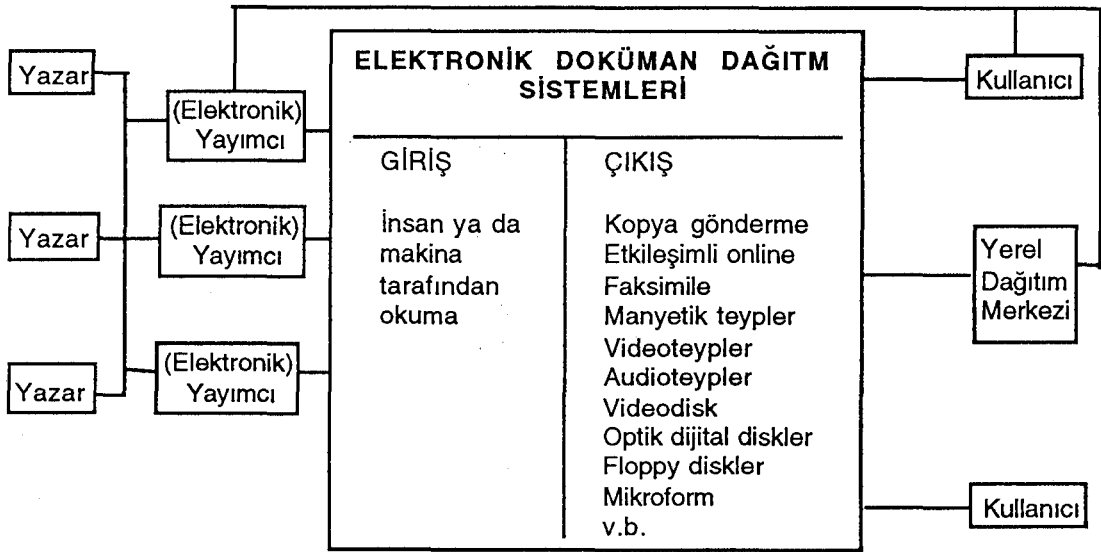 Yazar
(Elektronik)
Yayımcı
Yazar
(Elektronik)
Yayımcı
Yazar
(Elektronik)
Yayımcı
ELEKTRONİK DOKÜMAN DAĞITM
SİSTEMLERİ
GİRİŞ
İnsan ya da
makina
tarafından
okuma
ÇIKIŞ
Kopya gönderme
Etkileşimli online
Faksimile
Manyetik teypler
Videoteypler
Audioteypler
Videodisk
Optik dijital diskler
Floppy diskler
Mikroform
v.b.
Kullanıcı
Yerel
Dağıtım
Merkezi
Kullanıcı